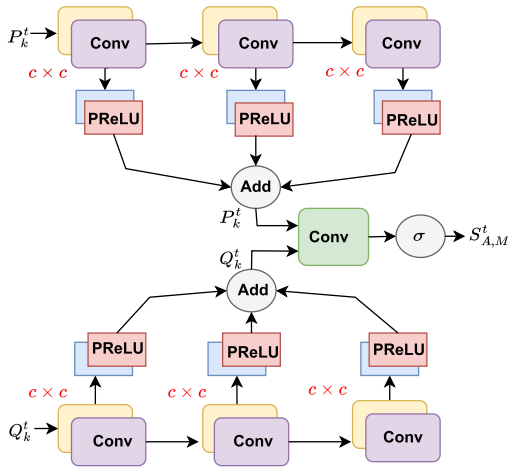 $P_k^t$ Conv Conv Conv
c × c c × c c × c
PReLU PReLU PReLU
Add
$P_k^t$
Conv σ $S_{A,M}^t$
$Q_k^t$
Add
PReLU PReLU PReLU
c × c c × c c × c
$Q_k^t$ Conv Conv Conv